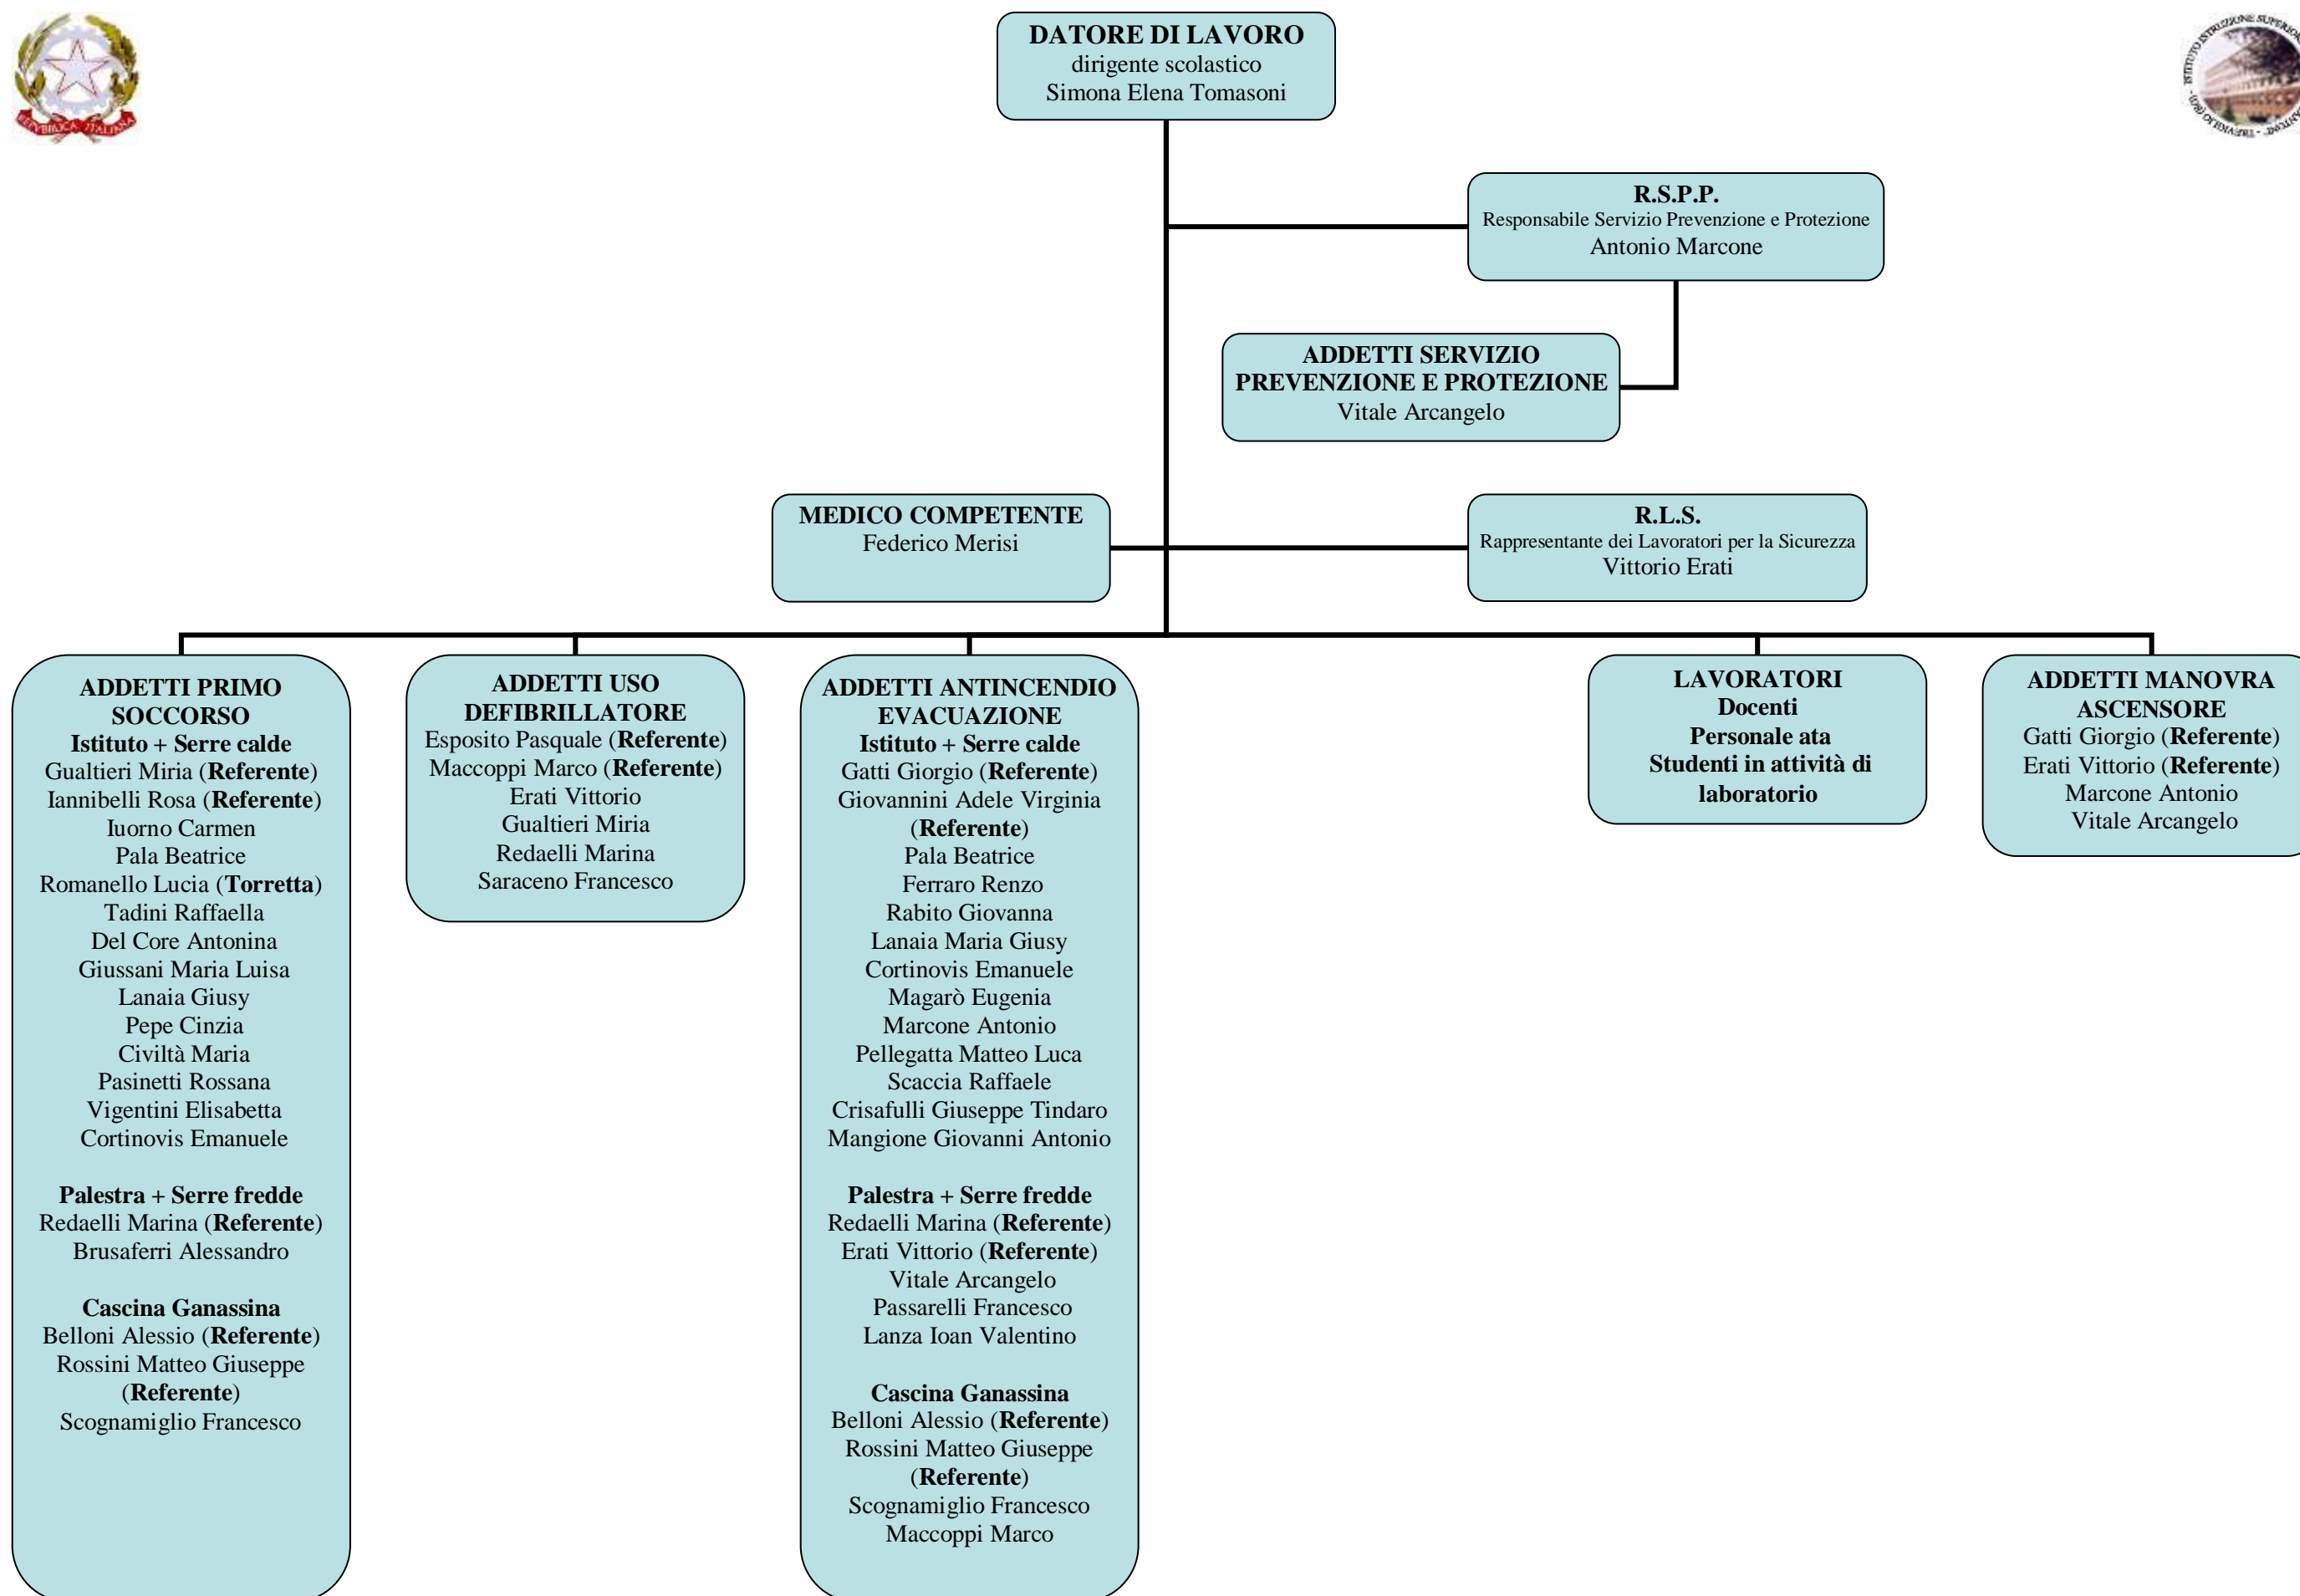 DATORE DI LAVORO
dirigente scolastico
Simona Elena Tomasoni
R.S.P.P.
Responsabile Servizio Prevenzione e Protezione
Antonio Marcone
ADDETTI SERVIZIO
PREVENZIONE E PROTEZIONE
Vitale Arcangelo
MEDICO COMPETENTE
Federico Merisi
R.L.S.
Rappresentante dei Lavoratori per la Sicurezza
Vittorio Erati
ADDETTI PRIMO
SOCCORSO
Istituto + Serre calde
Gualtieri Miria (Referente)
Iannibelli Rosa (Referente)
Iuorno Carmen
Pala Beatrice
Romanello Lucia (Torretta)
Tadini Raffaella
Del Core Antonina
Giussani Maria Luisa
Lanaia Giusy
Pepe Cinzia
Civiltà Maria
Pasinetti Rossana
Vigentini Elisabetta
Cortinovis Emanuele
Palestra + Serre fredde
Redaelli Marina (Referente)
Brusaferri Alessandro
Cascina Ganassina
Belloni Alessio (Referente)
Rossini Matteo Giuseppe
(Referente)
Scognamiglio Francesco
ADDETTI USO
DEFIBRILLATORE
Esposito Pasquale (Referente)
Maccoppi Marco (Referente)
Erati Vittorio
Gualtieri Miria
Redaelli Marina
Saraceno Francesco
ADDETTI ANTINCENDIO
EVACUAZIONE
Istituto + Serre calde
Gatti Giorgio (Referente)
Giovannini Adele Virginia
(Referente)
Pala Beatrice
Ferraro Renzo
Rabito Giovanna
Lanaia Maria Giusy
Cortinovis Emanuele
Magarò Eugenia
Marcone Antonio
Pellegatta Matteo Luca
Scaccia Raffaele
Crisafulli Giuseppe Tindaro
Mangione Giovanni Antonio
Palestra + Serre fredde
Redaelli Marina (Referente)
Erati Vittorio (Referente)
Vitale Arcangelo
Passarelli Francesco
Lanza Ioan Valentino
Cascina Ganassina
Belloni Alessio (Referente)
Rossini Matteo Giuseppe
(Referente)
Scognamiglio Francesco
Maccoppi Marco
LAVORATORI
Docenti
Personale ata
Studenti in attività di
laboratorio
ADDETTI MANOVRA
ASCENSORE
Gatti Giorgio (Referente)
Erati Vittorio (Referente)
Marcone Antonio
Vitale Arcangelo